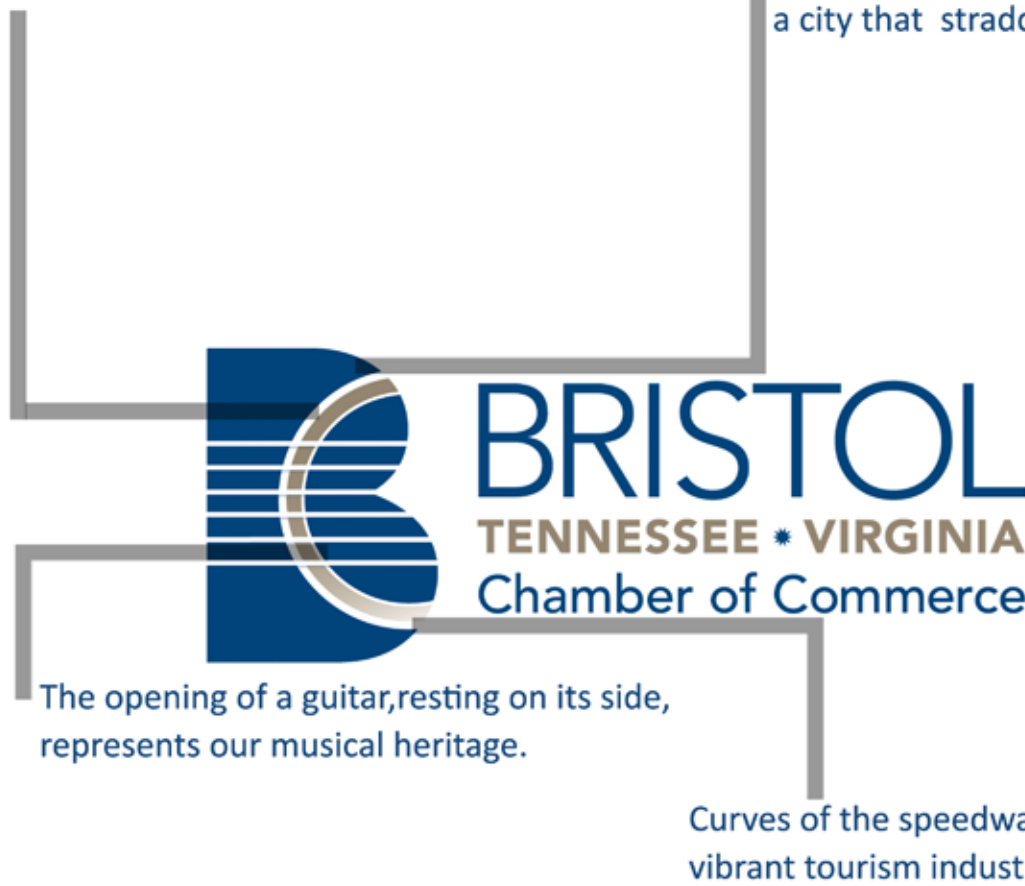 a city that
BRISTOL
TENNESSEE * VIRGINIA
Chamber of Commerce
The opening of a guitar,resting on its side,
represents our musical heritage.
Curves of the
vibrant tourism